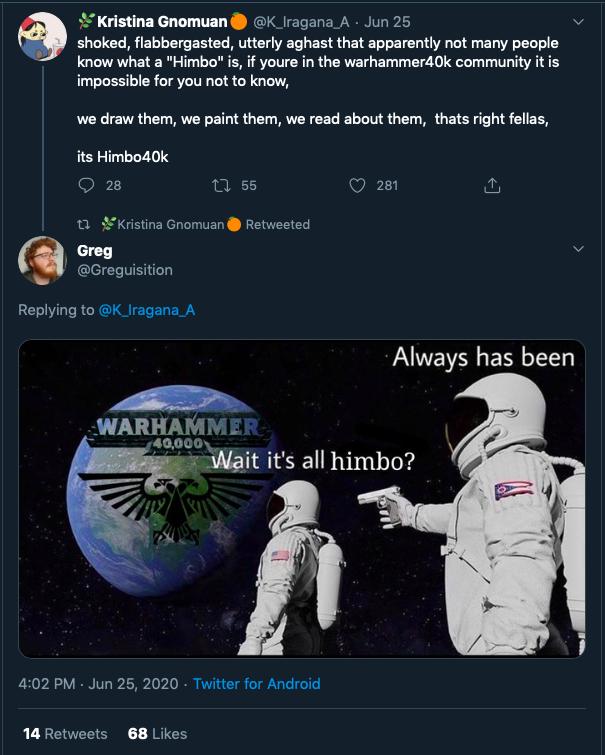 🌿Kristina Gnomuan🍊 @K_Iragana_A · Jun 25
shoked, flabbergasted, utterly aghast that apparently not many people
know what a "Himbo" is, if youre in the warhammer40k community it is
impossible for you not to know,
we draw them, we paint them, we read about them, thats right fellas,
its Himbo40k
28 55 281
🌿Kristina Gnomuan🍊 Retweeted
Greg
@Greguisition
Replying to @K_Iragana_A
Always has been
WARHAMMER
40,000
Wait it's all himbo?
4:02 PM · Jun 25, 2020 · Twitter for Android
14 Retweets 68 Likes